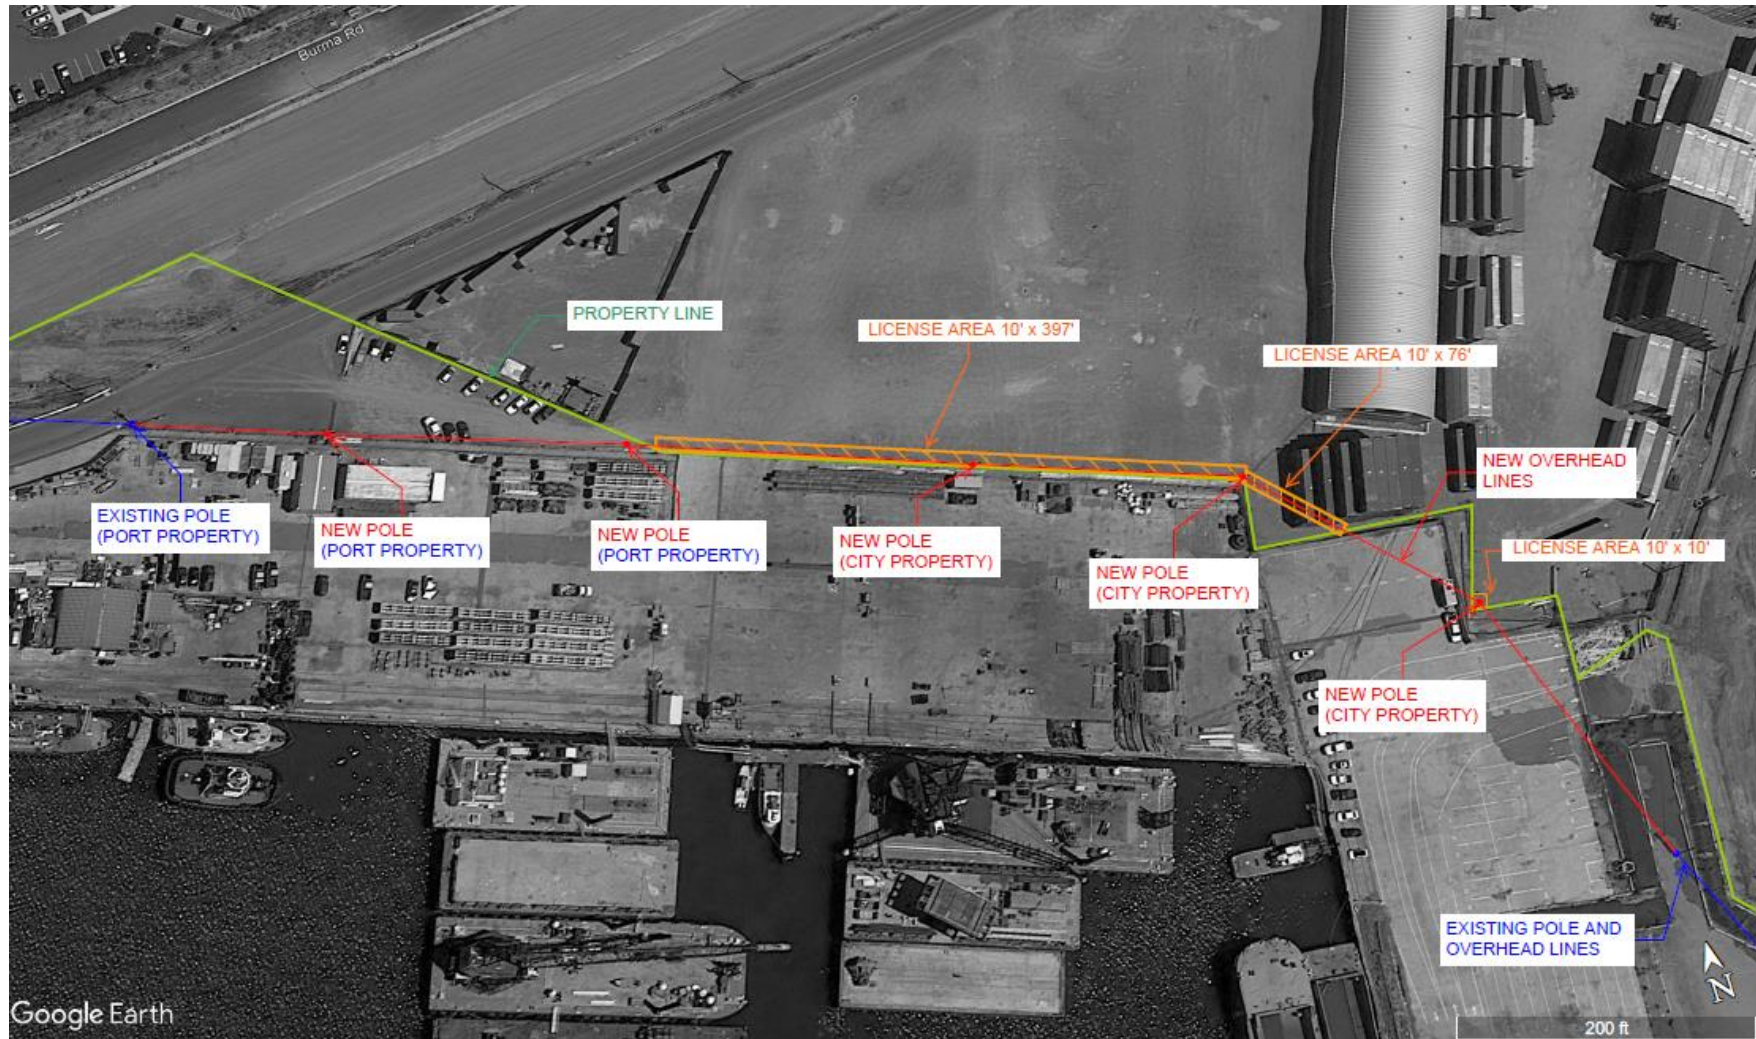 Burma Rd
PROPERTY LINE
LICENSE AREA 10' x 397'
LICENSE AREA 10' x 76'
NEW OVERHEAD
LINES
EXISTING POLE
(PORT PROPERTY)
NEW POLE
(PORT PROPERTY)
NEW POLE
(PORT PROPERTY)
NEW POLE
(CITY PROPERTY)
NEW POLE
(CITY PROPERTY)
LICENSE AREA 10' x 10'
NEW POLE
(CITY PROPERTY)
EXISTING POLE AND
OVERHEAD LINES
N
Google Earth
200 ft